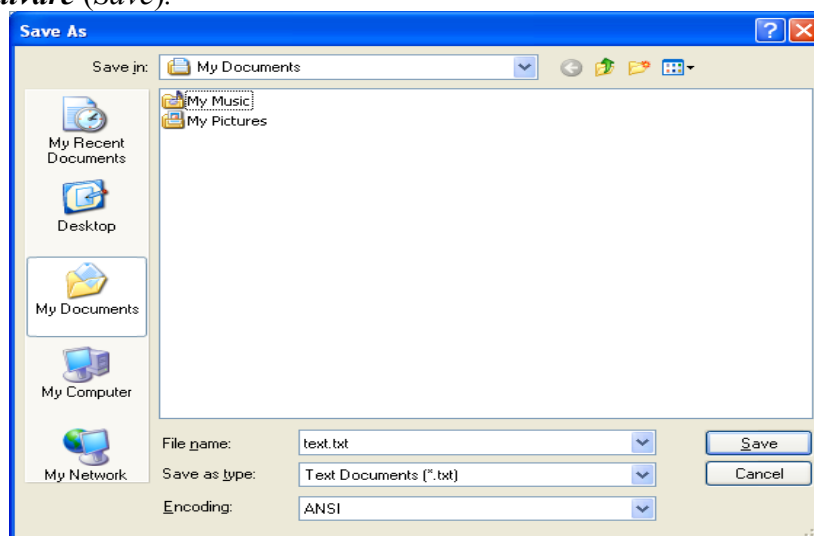 (Save).
Save As
Save in:
My Documents
My Music
My Pictures
My Recent
Documents
Desktop
My Documents
My Computer
My Network
File name:
text.txt
Save
Save as type:
Text Documents (*.txt)
Cancel
Encoding:
ANSI